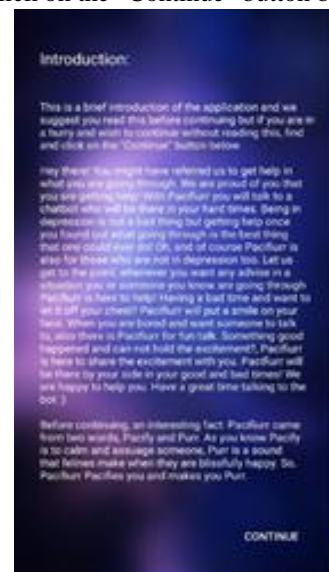 Introduction:
This is a brief introduction of the application and we
suggest you read this before continuing but if you are in
a hurry and wish to continue without reading this, find
and click on the "Continue" button below
Hey there! You might have referred us to get help in
what you are going through. We are proud of you that
you are getting help! With Pacifurr you will talk to a
chatbot who will be there in your hard times. Being in
depression is not a bad thing but getting help once
you found out what going through is the best thing
that one could ever do! Oh, and of course Pacifurr is
also for those who are not in depression too. Let us
get to the point, whenever you want any advise in a
situation you or someone you know are going through
Pacifurr is here to help! Having a bad time and want to
let it off your chest? Pacifurr will put a smile on your
face. When you are bored and want someone to talk
to, also there is Pacifurr for fun talk. Something good
happened and can not hold the excitement?, Pacifurr
is here to share the excitement with you. Pacifurr will
be there by your side in your good and bad times! We
are happy to help you. Have a great time talking to the
bot :)
Before continuing, an interesting fact. Pacifurr came
from two words, Pacify and Purr. As you know Pacify
is to calm and assuage someone, Purr is a sound
that felines make when they are blissfully happy. So,
Pacifurr Pacifies you and makes you Purr.
CONTINUE